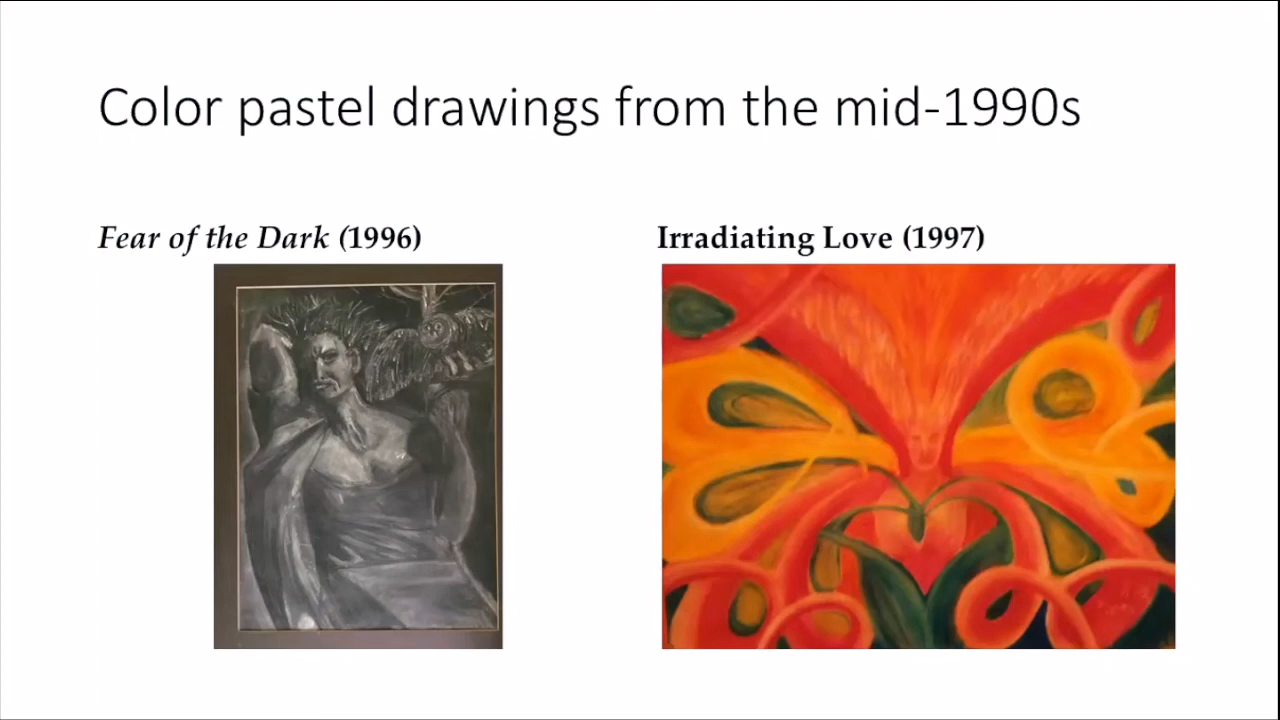 Color pastel drawings from the mid-1990s
Fear of the Dark (1996)
Irradiating Love (1997)